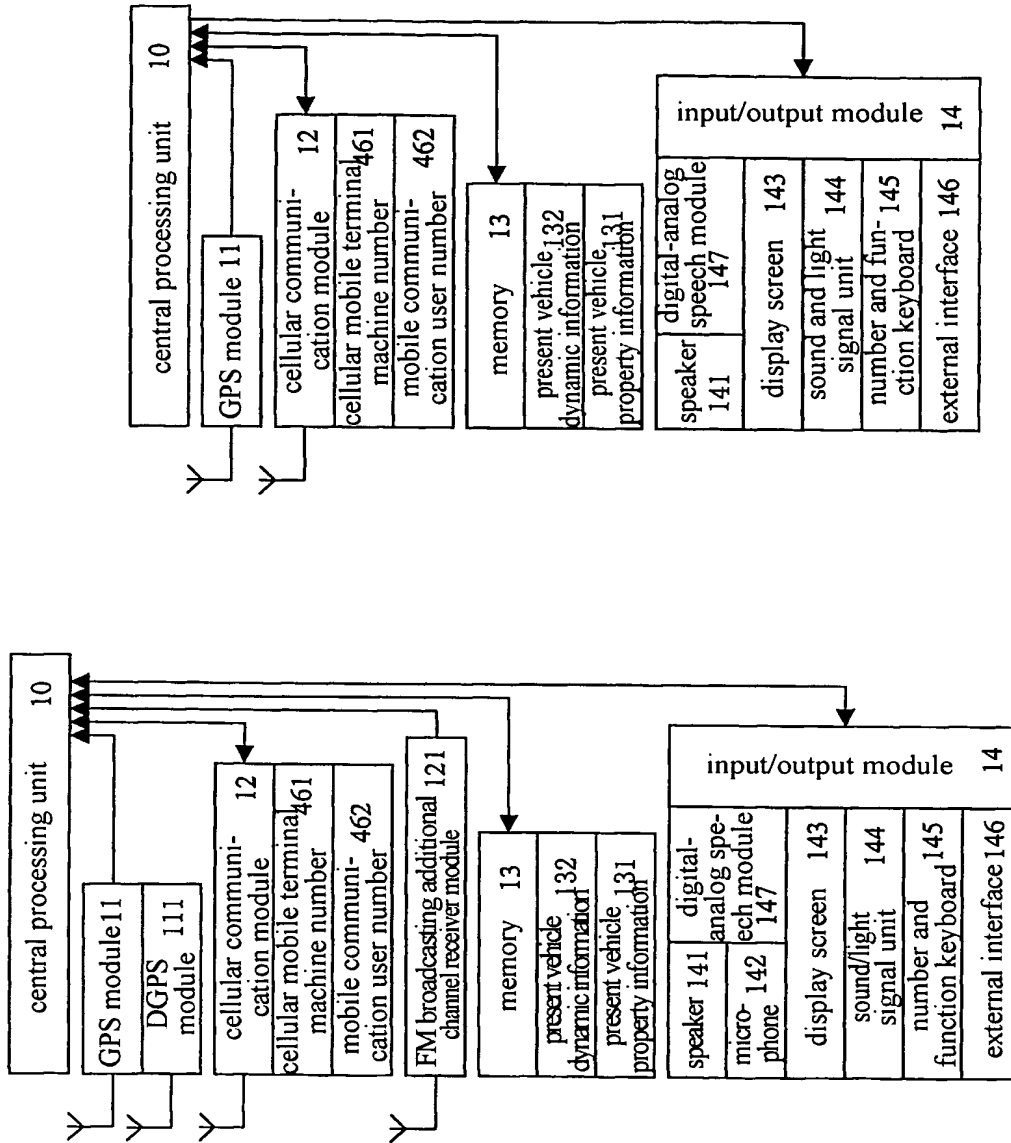 central processing unit 10
GPS module 11
cellular communi-
cation module
12
cellular mobile terminal
machine number
461
mobile communi-
cation user number
462
memory 13
present vehicle
dynamic information
132
present vehicle
property information
131
input/output module 14
speaker
141
digital-analog
speech module
147
display screen 143
sound and light
signal unit
144
number and fun-
ction keyboard
145
external interface 146
central processing unit 10
GPS module 11
DGPS
module
111
cellular communi-
cation module
12
cellular mobile terminal
machine number
461
mobile communi-
cation user number
462
FM broadcasting additional
channel receiver module
121
memory 13
present vehicle
dynamic information
132
present vehicle
property information
131
input/output module 14
speaker 141
micro-
phone
142
digital-
analog spe-
ech module
147
display screen 143
sound/light
signal unit
144
number and
function keyboard
145
external interface 146